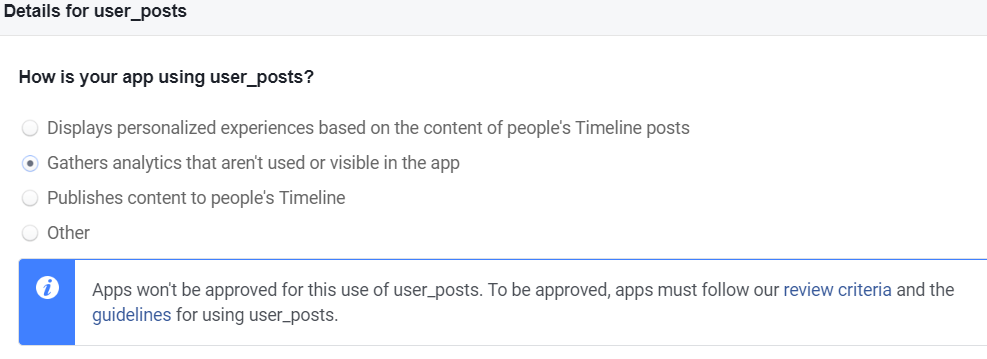 Details for user_posts
How is your app using user_posts?
Displays personalized experiences based on the content of people's Timeline posts
Gathers analytics that aren't used or visible in the app
Publishes content to people's Timeline
Other
Apps won't be approved for this use of user_posts. To be approved, apps must follow our review criteria and the
guidelines for using user_posts.